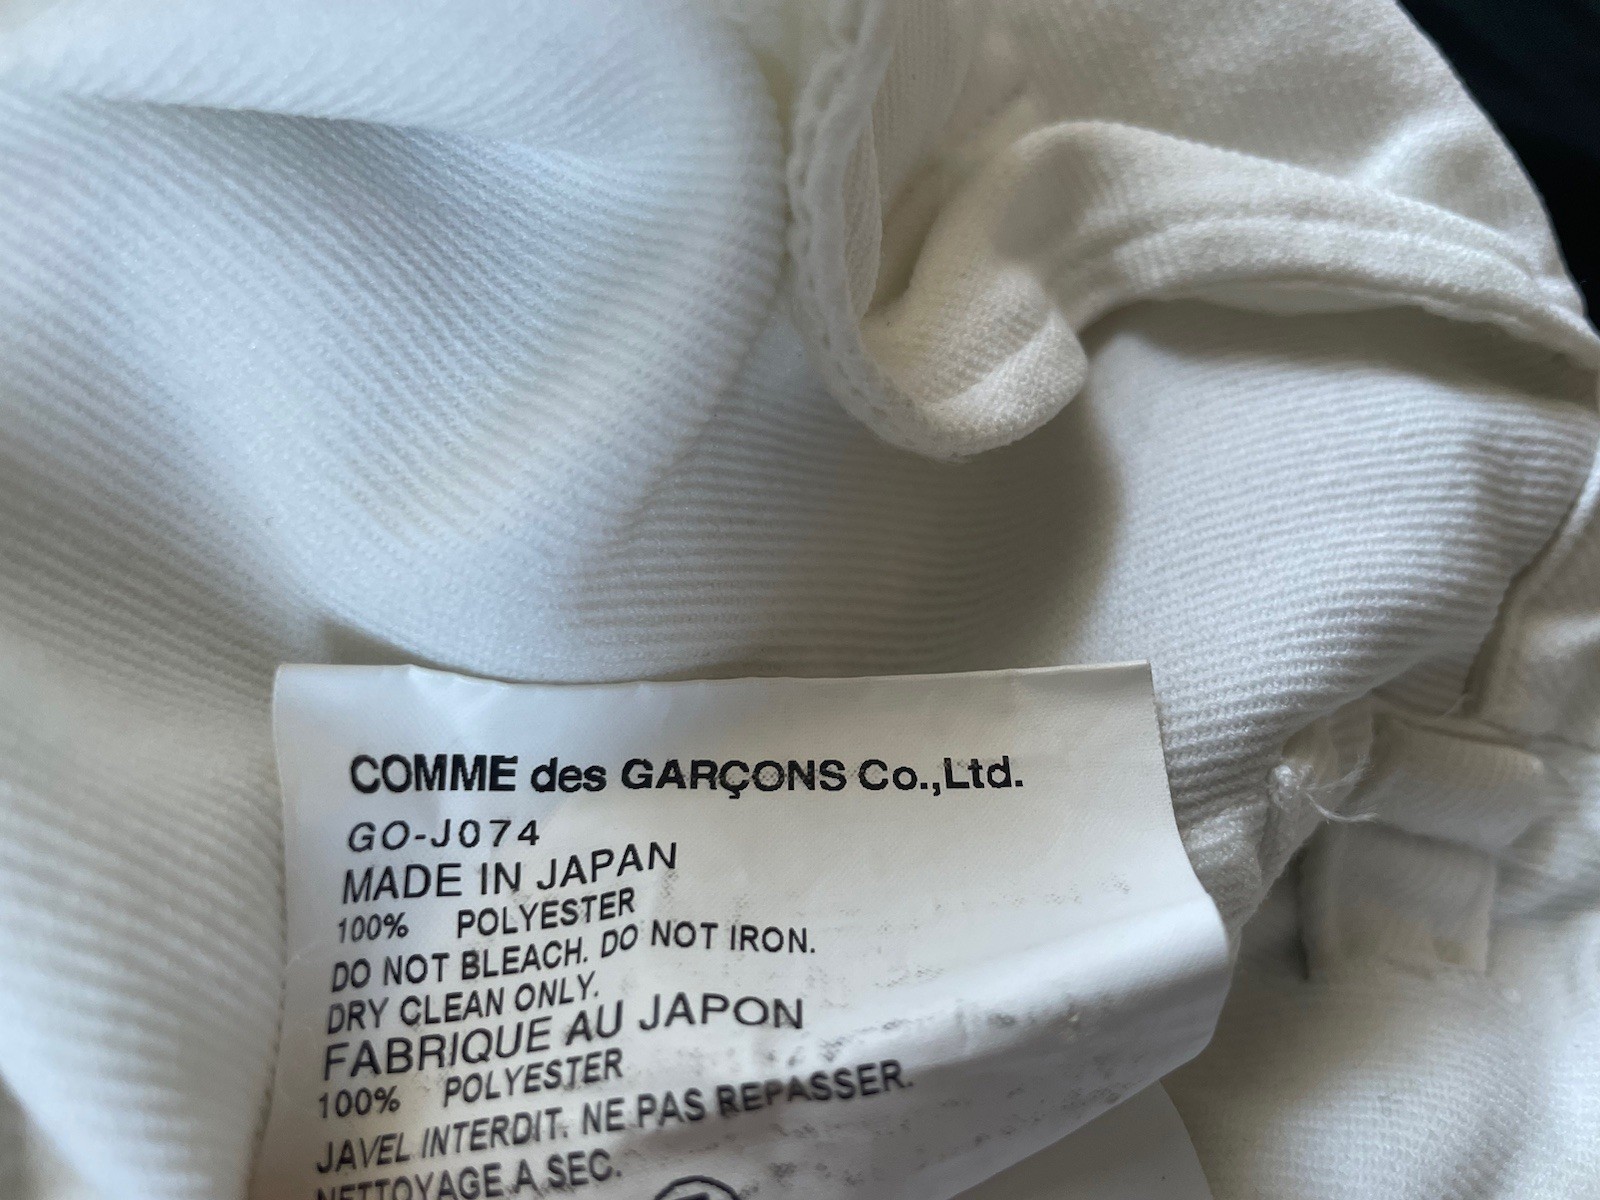 COMME des GARÇONS Co.,Ltd.
GO-J074
MADE IN JAPAN
100% POLYESTER
DO NOT BLEACH. DO NOT IRON.
DRY CLEAN ONLY.
FABRIQUE AU JAPON
100% POLYESTER
JAVEL INTERDIT. NE PAS REPASSER.
NETTOYAGE A SEC.